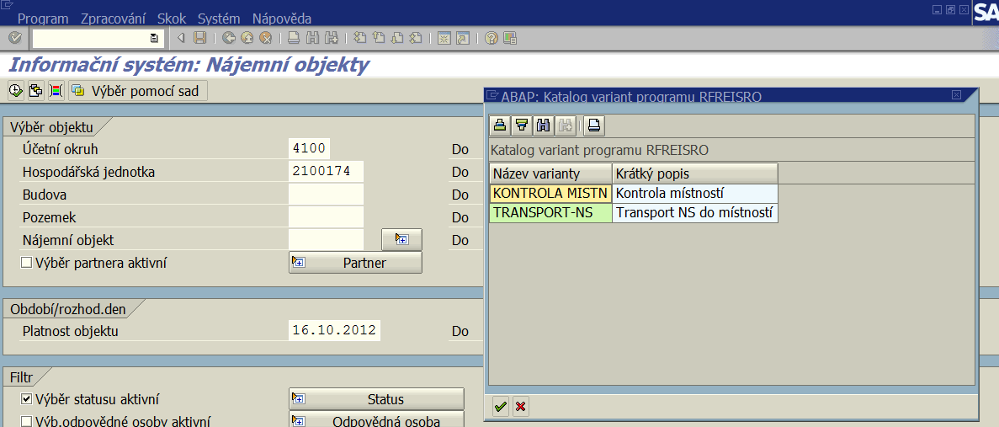 Program Zpracování Skok Systém Nápověda
Informační systém: Nájemní objekty
Výběr pomocí sad
Výběr objektu
Účetní okruh 4100 Do
Hospodářská jednotka 2100174 Do
Budova Do
Pozemek Do
Nájemní objekt Do
Výběr partnera aktivní Partner
Období/rozhod.den
Platnost objektu 16.10.2012 Do
Filtr
Výběr statusu aktivní Status
Výb.odpovědné osoby aktivní Odpovědná osoba
ABAP: Katalog variant programu RFREISRO
Katalog variant programu RFREISRO
Název varianty Krátký popis
KONTROLA MISTN Kontrola místností
TRANSPORT-NS Transport NS do místností